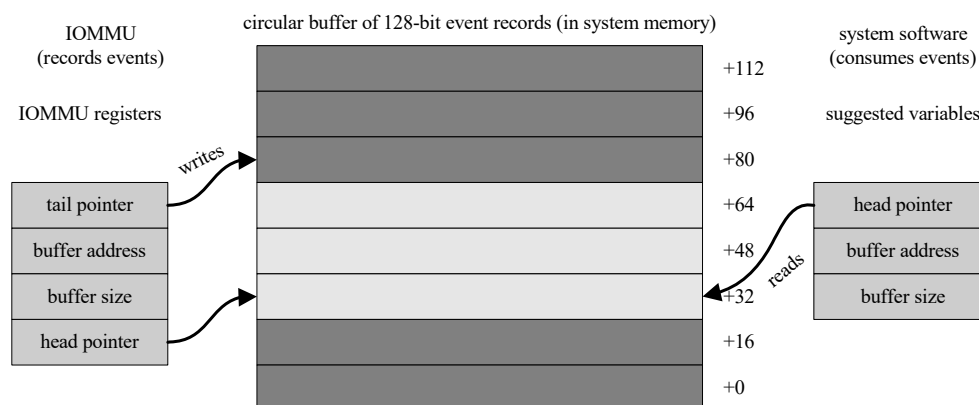 circular buffer of 128-bit event records (in system memory)
IOMMU
(records events)
system software
(consumes events)
IOMMU registers
suggested variables
writes
reads
tail pointer
buffer address
buffer size
head pointer
+112
+96
+80
+64
+48
+32
+16
+0
head pointer
buffer address
buffer size